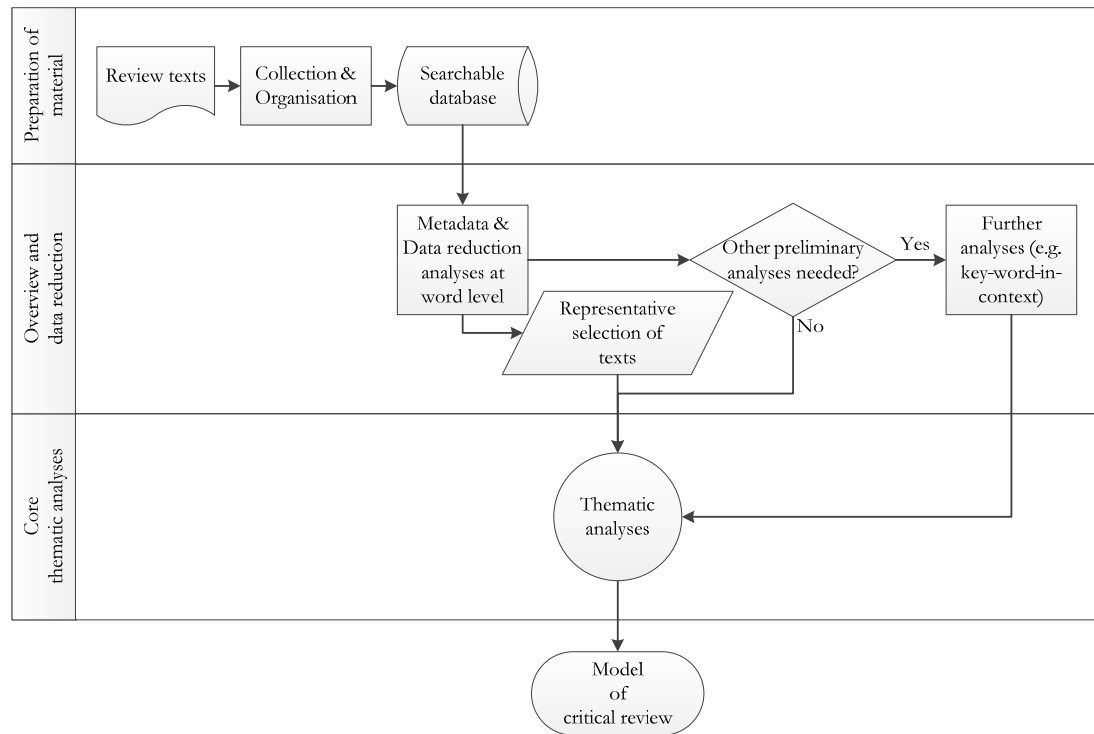 Preparation of
material
Review texts
Collection &
Organisation
Searchable
database
Overview and
data reduction
Metadata &
Data reduction
analyses at
word level
Other preliminary
analyses needed?
Yes
Further
analyses (e.g.
key-word-in-
context)
No
Representative
selection of
texts
Core
thematic analyses
Thematic
analyses
Model
of
critical review